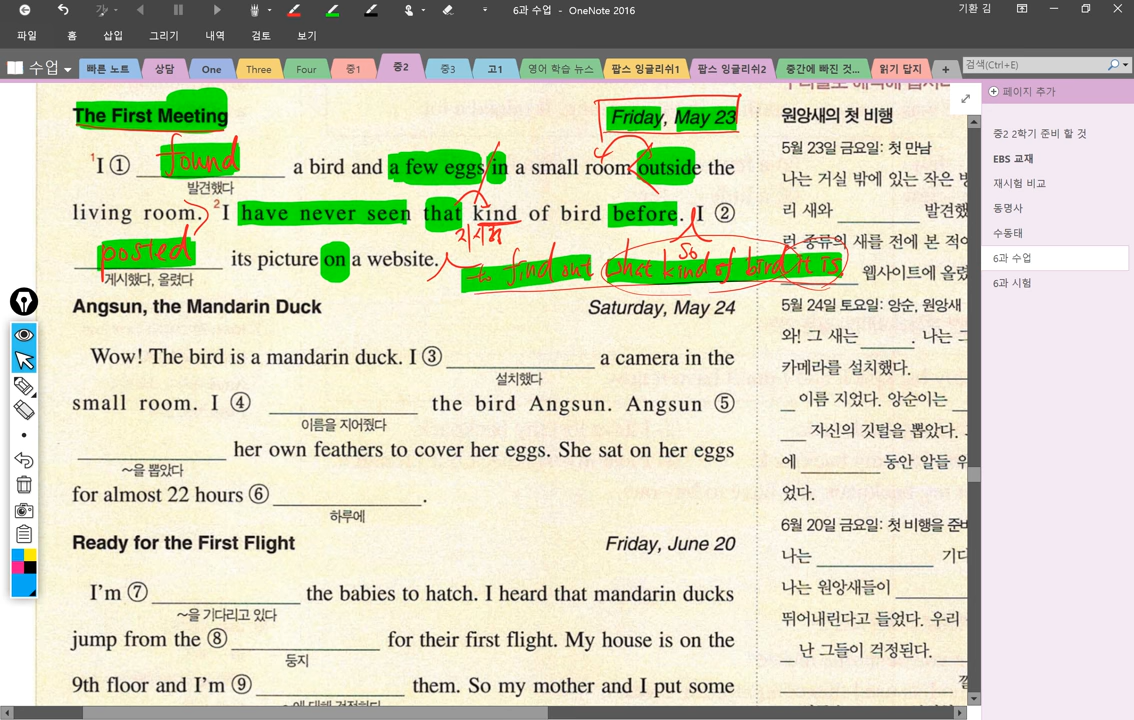 6과 수업 - OneNote 2016
기환 김
파일 홈 삽입 그리기 내역 검토 보기
수업 빠른 노트 상담 One Three Four 중1 중2 중3 고1 영어 학습 뉴스 팝스 잉글리쉬1 팝스 잉글리쉬2 중간에 빠진 것... 읽기 답지 +
검색(Ctrl+E)
페이지 추가
중2 2학기 준비 할 것
EBS 교재
재시험 비교
동명사
수동태
6과 수업
6과 시험
The First Meeting Friday, May 23
1 I ① found a bird and a few eggs in a small room outside the
발견했다
living room. 2 I have never seen that kind of bird before. I ②
지시형 so
posted its picture on a website. to find out what kind of bird it is
게시했다, 올렸다
Angsun, the Mandarin Duck Saturday, May 24
Wow! The bird is a mandarin duck. I ③ a camera in the
설치했다
small room. I ④ the bird Angsun. Angsun ⑤
이름을 지어줬다
her own feathers to cover her eggs. She sat on her eggs
~을 뽑았다
for almost 22 hours ⑥ .
하루에
Ready for the First Flight Friday, June 20
I'm ⑦ the babies to hatch. I heard that mandarin ducks
~을 기다리고 있다
jump from the ⑧ for their first flight. My house is on the
둥지
9th floor and I'm ⑨ them. So my mother and I put some
원앙새의 첫 비행
5월 23일 금요일: 첫 만남
나는 거실 밖에 있는 작은
리 새와 발견했
런 종류의 새를 전에 본 적이
웹사이트에 올렸
5월 24일 토요일: 앙순, 원앙새
와! 그 새는 . 나는
카메라를 설치했다.
이름 지었다. 앙순이는
자신의 깃털을 뽑았다.
에 동안 알들 위
었다.
6월 20일 금요일: 첫 비행을 준비
나는 기다
나는 원앙새들이
뛰어내린다고 들었다. 우리
난 그들이 걱정된다.